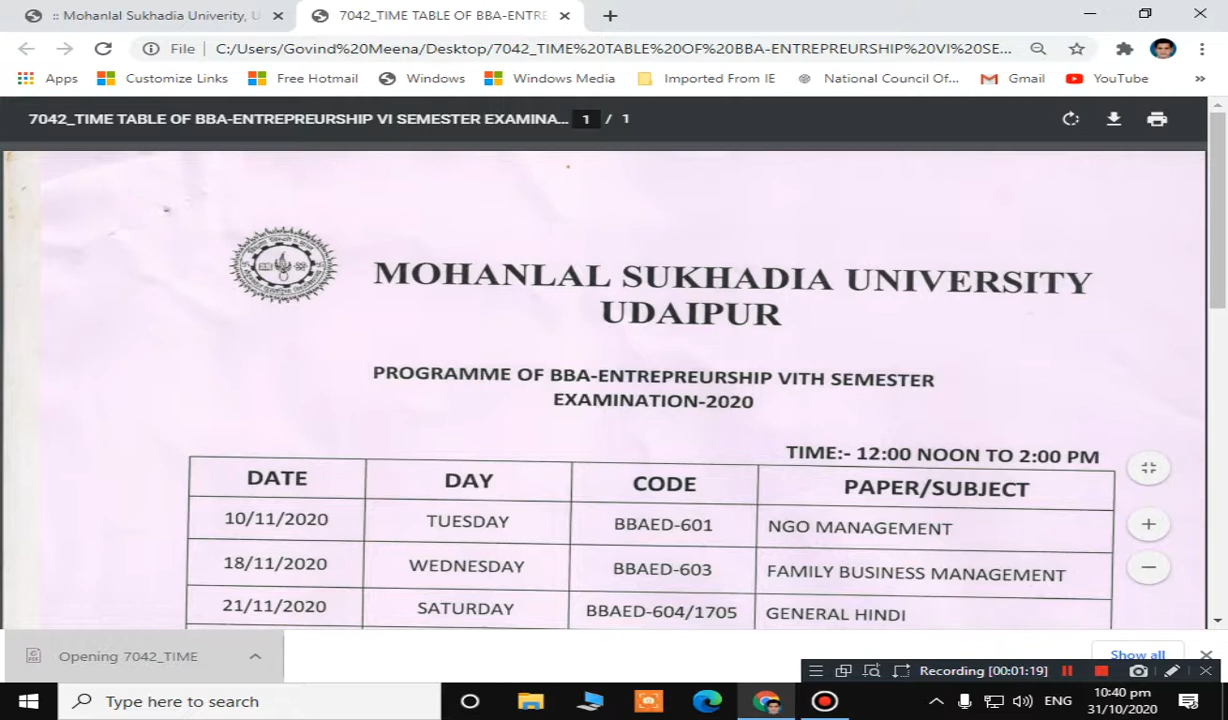 :: Mohanlal Sukhadia Univerity, U
7042_TIME TABLE OF BBA-ENTRE
File
C:/Users/Govind%20Meena/Desktop/7042_TIME%20TABLE%20OF%20BBA-ENTREPREURSHIP%20VI%20SE...
Apps Customize Links Free Hotmail Windows Windows Media Imported From IE National Council Of... Gmail YouTube »
7042_TIME TABLE OF BBA-ENTREPREURSHIP VI SEMESTER EXAMINA... 1 / 1
MOHANLAL SUKHADIA UNIVERSITY
UDAIPUR
PROGRAMME OF BBA-ENTREPREURSHIP VITH SEMESTER
EXAMINATION-2020
TIME:- 12:00 NOON TO 2:00 PM
DATE DAY CODE PAPER/SUBJECT
10/11/2020 TUESDAY BBAED-601 NGO MANAGEMENT
18/11/2020 WEDNESDAY BBAED-603 FAMILY BUSINESS MANAGEMENT
21/11/2020 SATURDAY BBAED-604/1705 GENERAL HINDI
Opening 7042_TIME
Show all
Recording [00:01:19]
Type here to search
ENG
10:40 pm
31/10/2020